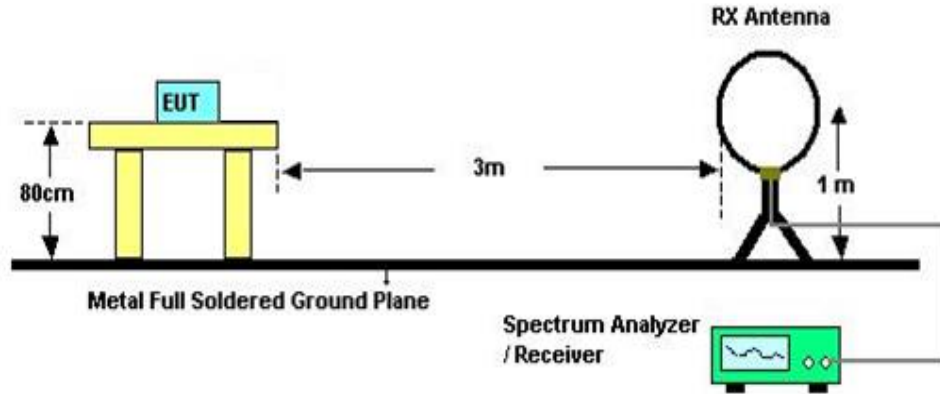 RX Antenna
EUT
80cm
3m
1 m
Metal Full Soldered Ground Plane
Spectrum Analyzer
/ Receiver